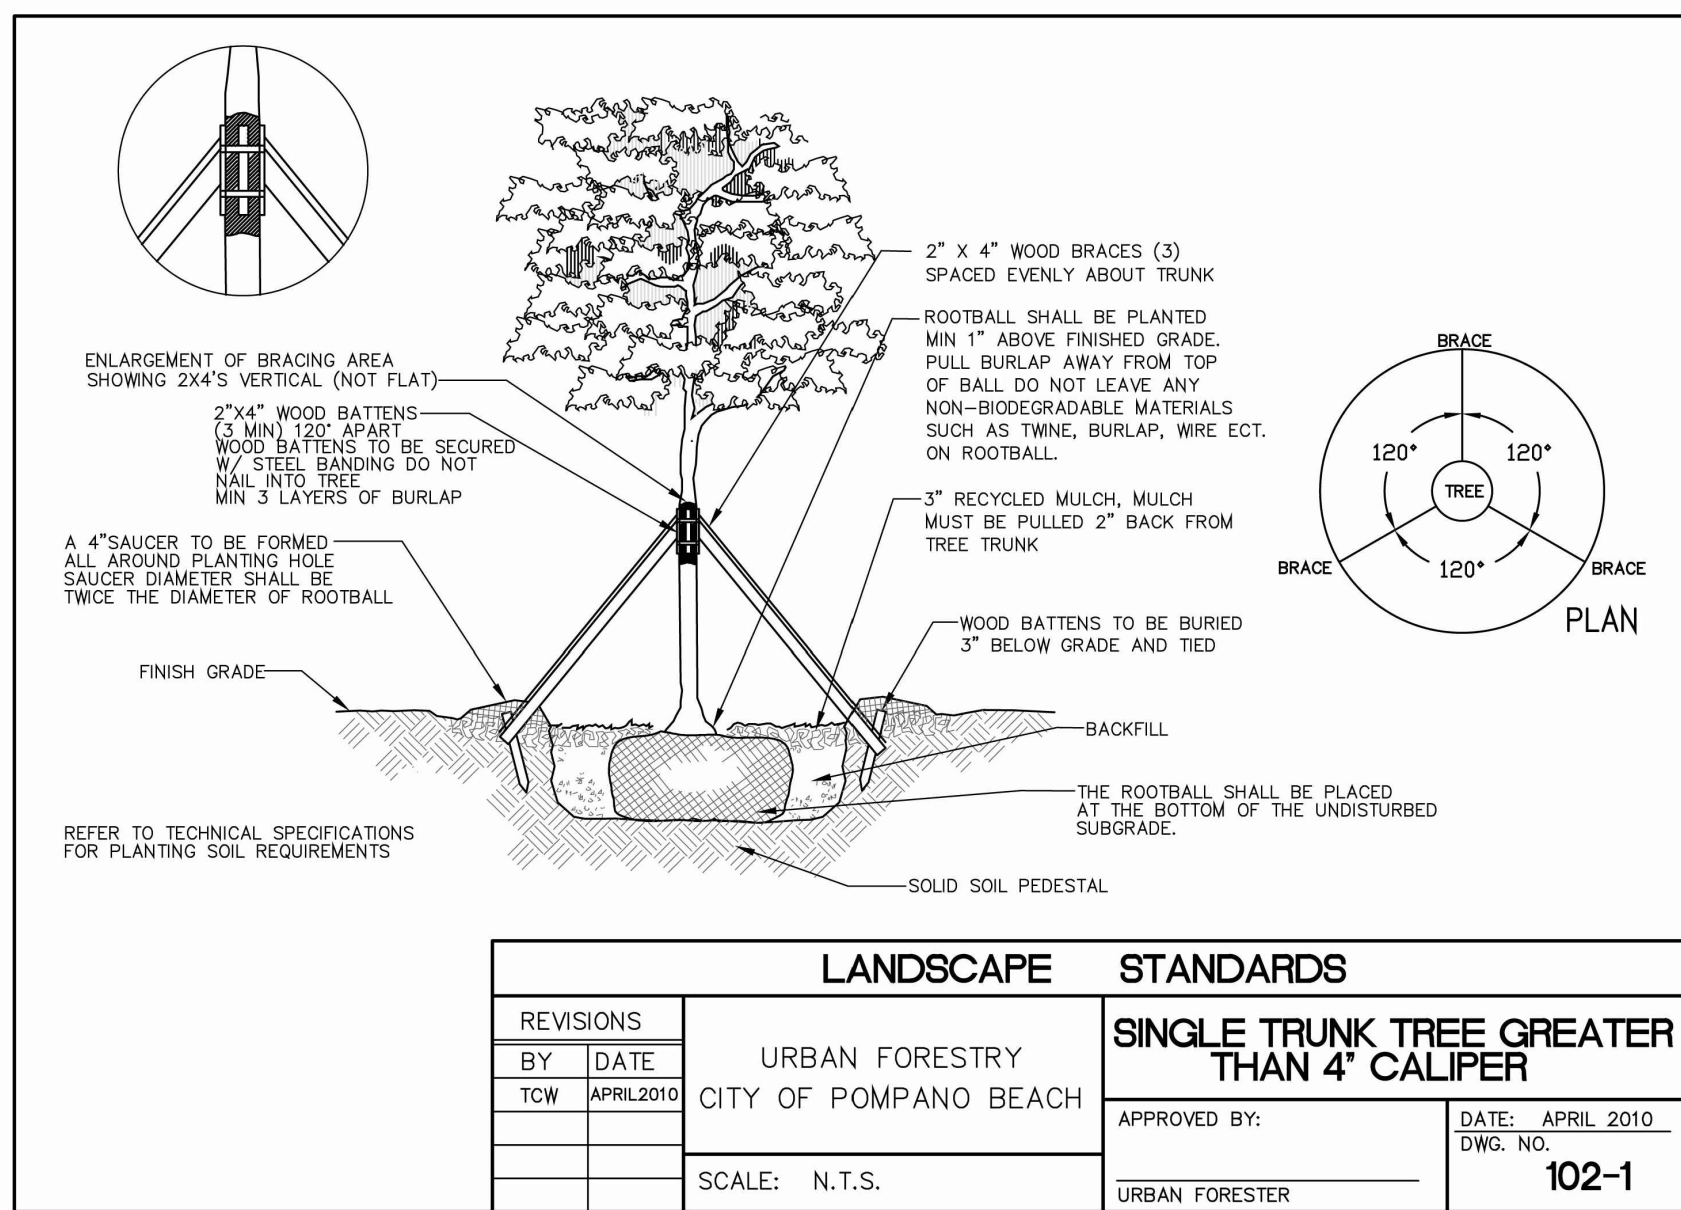 2” X 4” WOOD BRACES (3)
SPACED EVENLY ABOUT TRUNK
ROOTBALL SHALL BE PLANTED
MIN 1” ABOVE FINISHED GRADE.
PULL BURLAP AWAY FROM TOP
OF BALL DO NOT LEAVE ANY
NON-BIODEGRADABLE MATERIALS
SUCH AS TWINE, BURLAP, WIRE ECT.
ON ROOTBALL.
ENLARGEMENT OF BRACING AREA
SHOWING 2X4'S VERTICAL (NOT FLAT)
2”X4” WOOD BATTENS
(3 MIN) 120° APART
WOOD BATTENS TO BE SECURED
W/ STEEL BANDING DO NOT
NAIL INTO TREE
MIN 3 LAYERS OF BURLAP
3” RECYCLED MULCH, MULCH
MUST BE PULLED 2” BACK FROM
TREE TRUNK
A 4”SAUCER TO BE FORMED
ALL AROUND PLANTING HOLE
SAUCER DIAMETER SHALL BE
TWICE THE DIAMETER OF ROOTBALL
WOOD BATTENS TO BE BURIED
3” BELOW GRADE AND TIED
FINISH GRADE
BACKFILL
THE ROOTBALL SHALL BE PLACED
AT THE BOTTOM OF THE UNDISTURBED
SUBGRADE.
REFER TO TECHNICAL SPECIFICATIONS
FOR PLANTING SOIL REQUIREMENTS
SOLID SOIL PEDESTAL
BRACE
120°
120°
TREE
BRACE
120°
BRACE
PLAN
LANDSCAPE STANDARDS
REVISIONS
BY DATE
TCW APRIL2010
URBAN FORESTRY
CITY OF POMPANO BEACH
SCALE: N.T.S.
SINGLE TRUNK TREE GREATER
THAN 4” CALIPER
APPROVED BY:
URBAN FORESTER
DATE: APRIL 2010
DWG. NO.
102-1